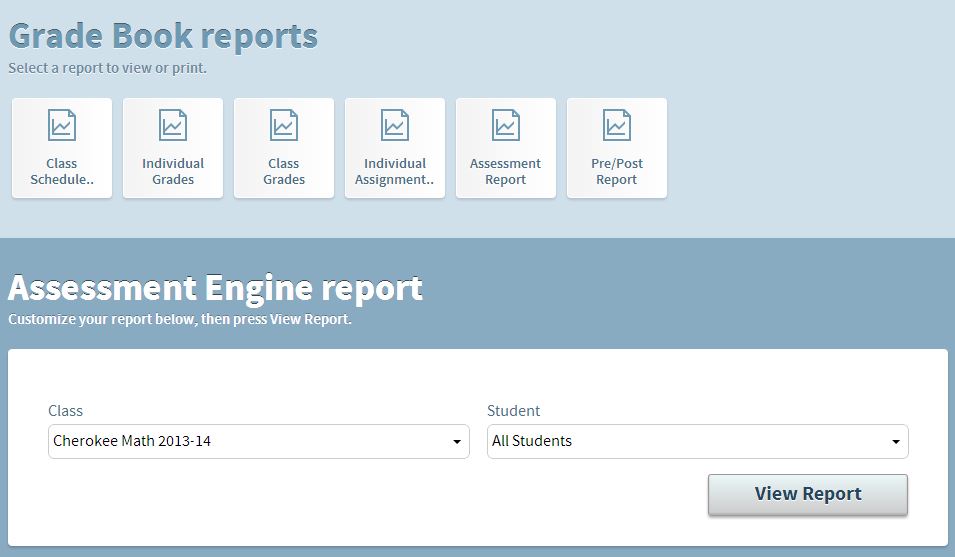 Grade Book reports
Select a report to view or print.
Class
Schedule..
Individual
Grades
Class
Grades
Individual
Assignment..
Assessment
Report
Pre/Post
Report
Assessment Engine report
Customize your report below, then press View Report.
Class
Student
Cherokee Math 2013-14
All Students
View Report